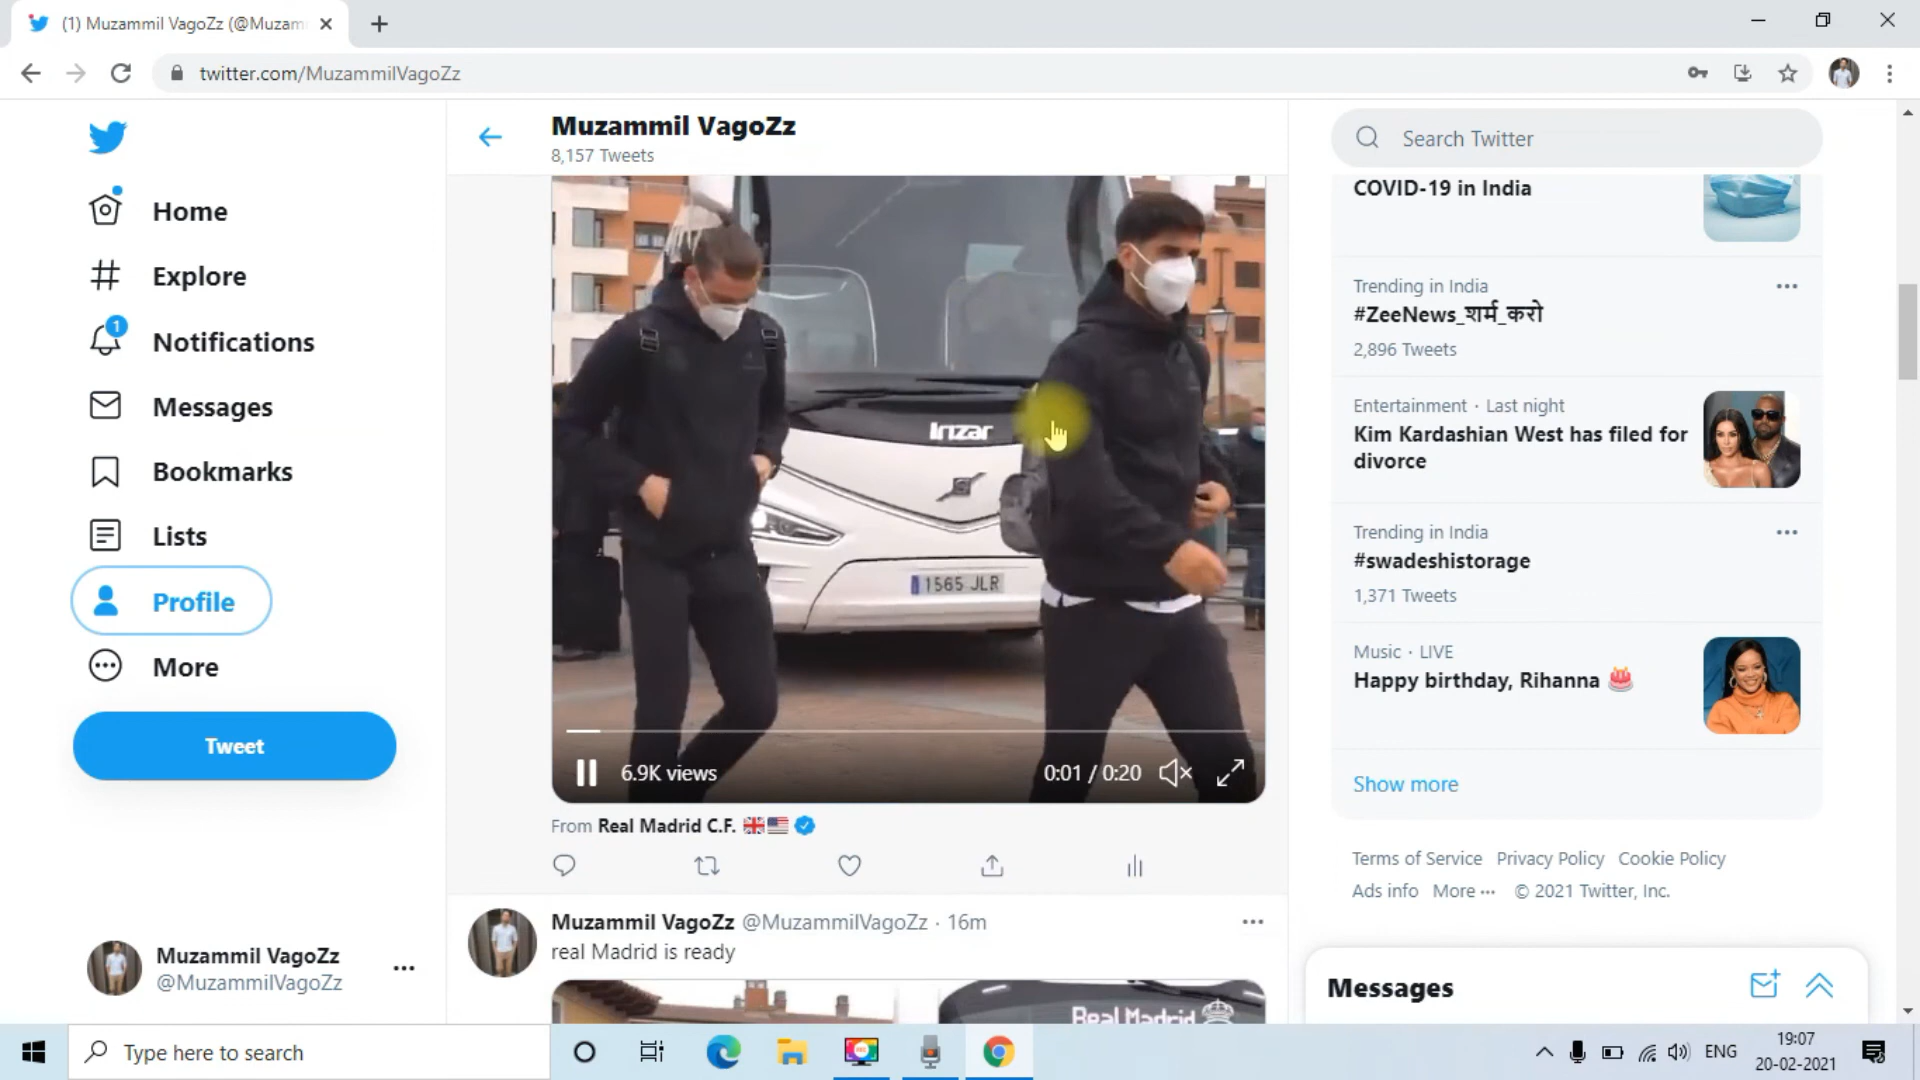 (1) Muzammil VagoZz (@Muzam
twitter.com/MuzammilVagoZz
Home
Explore
1
Notifications
Messages
Bookmarks
Lists
Profile
More
Tweet
Muzammil VagoZz
@MuzammilVagoZz
Muzammil VagoZz
8,157 Tweets
Irizar
1565 JLR
6.9K views
0:01 / 0:20
From Real Madrid C.F. 🇬🇧🇺🇸
Muzammil VagoZz @MuzammilVagoZz · 16m
real Madrid is ready
Real Madrid
Search Twitter
COVID-19 in India
Trending in India
#ZeeNews_शर्म_करो
2,896 Tweets
Entertainment · Last night
Kim Kardashian West has filed for
divorce
Trending in India
#swadeshistorage
1,371 Tweets
Music · LIVE
Happy birthday, Rihanna 🎂
Show more
Terms of Service Privacy Policy Cookie Policy
Ads info More ··· © 2021 Twitter, Inc.
Messages
Type here to search
ENG
19:07
20-02-2021